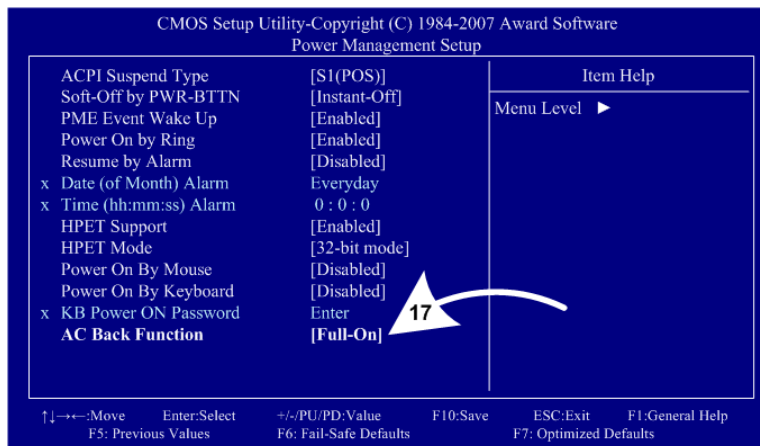 CMOS Setup Utility-Copyright (C) 1984-2007 Award Software
Power Management Setup
ACPI Suspend Type [S1(POS)] Item Help
Soft-Off by PWR-BTTN [Instant-Off]
PME Event Wake Up [Enabled] Menu Level ►
Power On by Ring [Enabled]
Resume by Alarm [Disabled]
x Date (of Month) Alarm Everyday
x Time (hh:mm:ss) Alarm 0 : 0 : 0
HPET Support [Enabled]
HPET Mode [32-bit mode]
Power On By Mouse [Disabled]
Power On By Keyboard [Disabled]
x KB Power ON Password Enter 17
AC Back Function [Full-On]
↑↓→←:Move Enter:Select +/-/PU/PD:Value F10:Save ESC:Exit F1:General Help
F5: Previous Values F6: Fail-Safe Defaults F7: Optimized Defaults